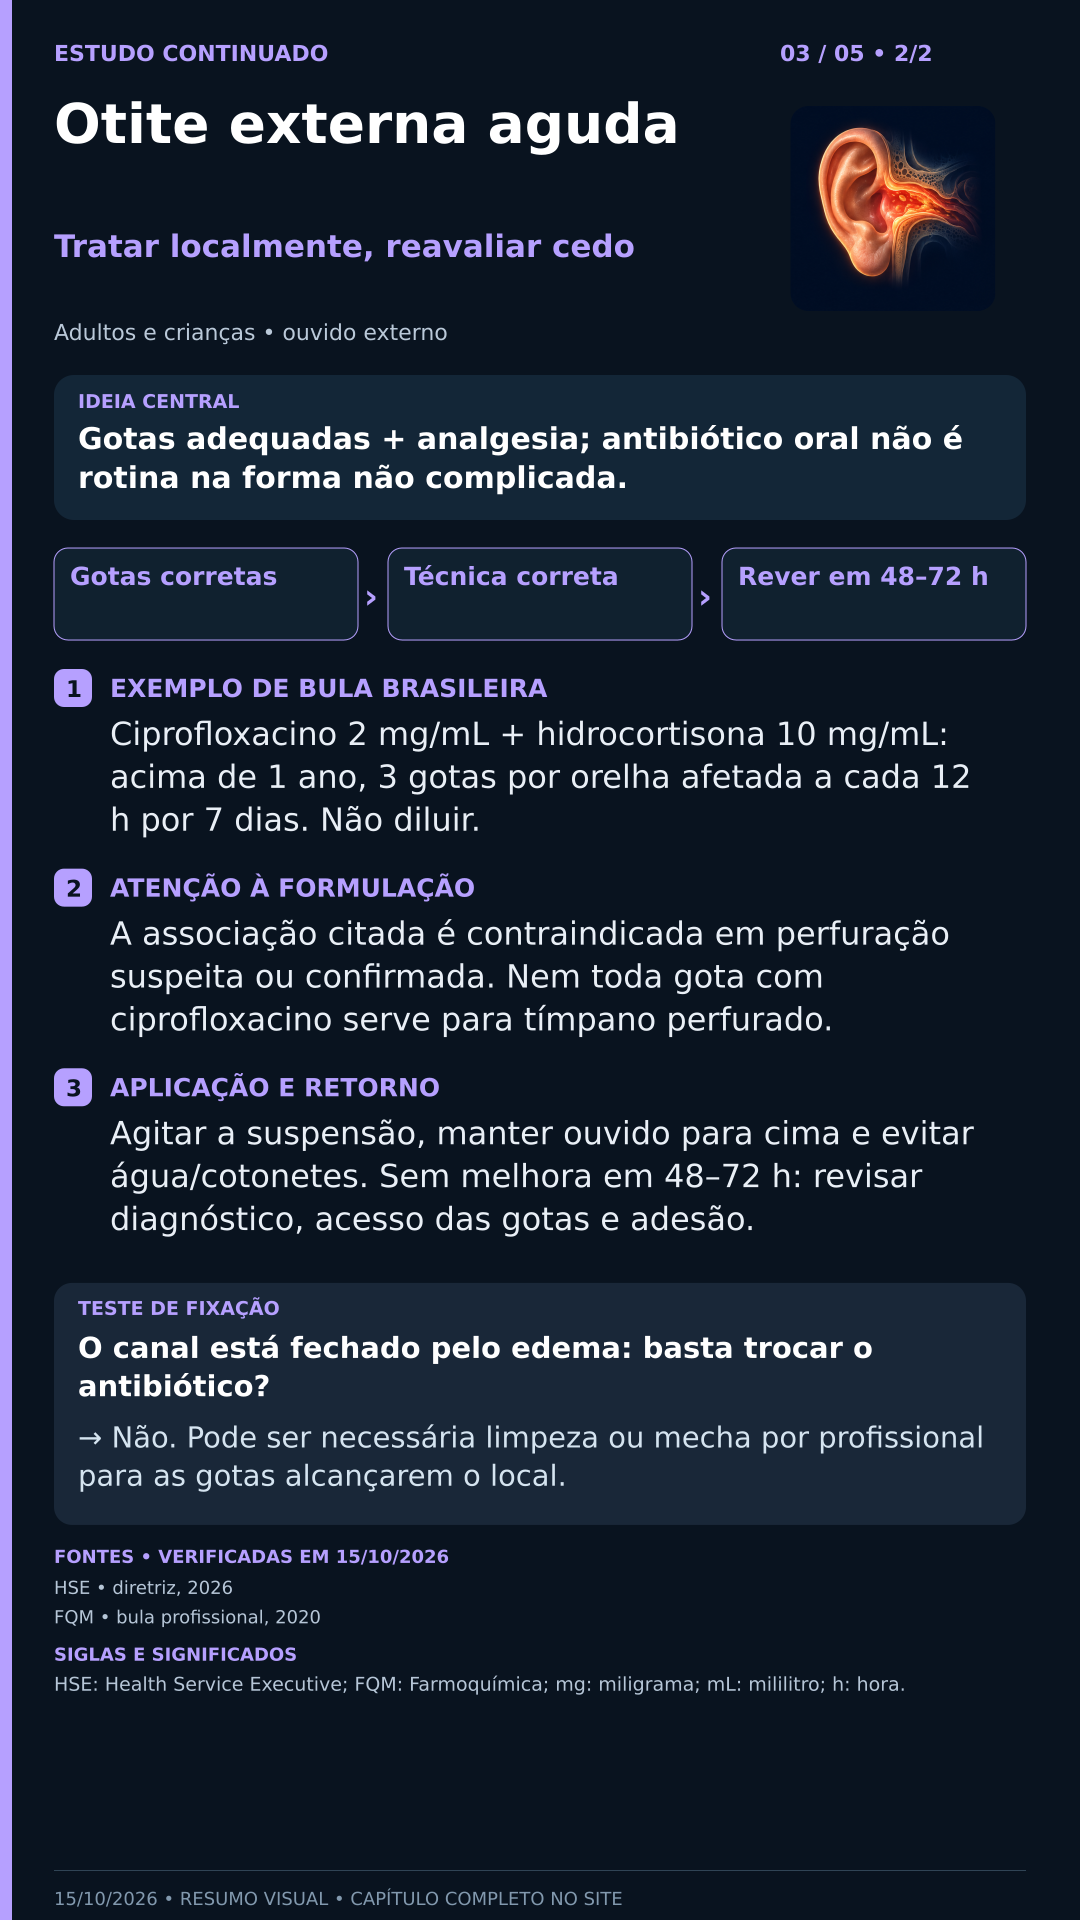 ESTUDO CONTINUADO
03 / 05 • 2/2
Otite externa aguda
Tratar localmente, reavaliar cedo
Adultos e crianças • ouvido externo
IDEIA CENTRAL
Gotas adequadas + analgesia; antibiótico oral não é
rotina na forma não complicada.
Gotas corretas
›
Técnica correta
›
Rever em 48–72 h
1 EXEMPLO DE BULA BRASILEIRA
Ciprofloxacino 2 mg/mL + hidrocortisona 10 mg/mL:
acima de 1 ano, 3 gotas por orelha afetada a cada 12
h por 7 dias. Não diluir.
2 ATENÇÃO À FORMULAÇÃO
A associação citada é contraindicada em perfuração
suspeita ou confirmada. Nem toda gota com
ciprofloxacino serve para tímpano perfurado.
3 APLICAÇÃO E RETORNO
Agitar a suspensão, manter ouvido para cima e evitar
água/cotonetes. Sem melhora em 48–72 h: revisar
diagnóstico, acesso das gotas e adesão.
TESTE DE FIXAÇÃO
O canal está fechado pelo edema: basta trocar o
antibiótico?
→ Não. Pode ser necessária limpeza ou mecha por profissional
para as gotas alcançarem o local.
FONTES • VERIFICADAS EM 15/10/2026
HSE • diretriz, 2026
FQM • bula profissional, 2020
SIGLAS E SIGNIFICADOS
HSE: Health Service Executive; FQM: Farmoquímica; mg: miligrama; mL: mililitro; h: hora.
15/10/2026 • RESUMO VISUAL • CAPÍTULO COMPLETO NO SITE